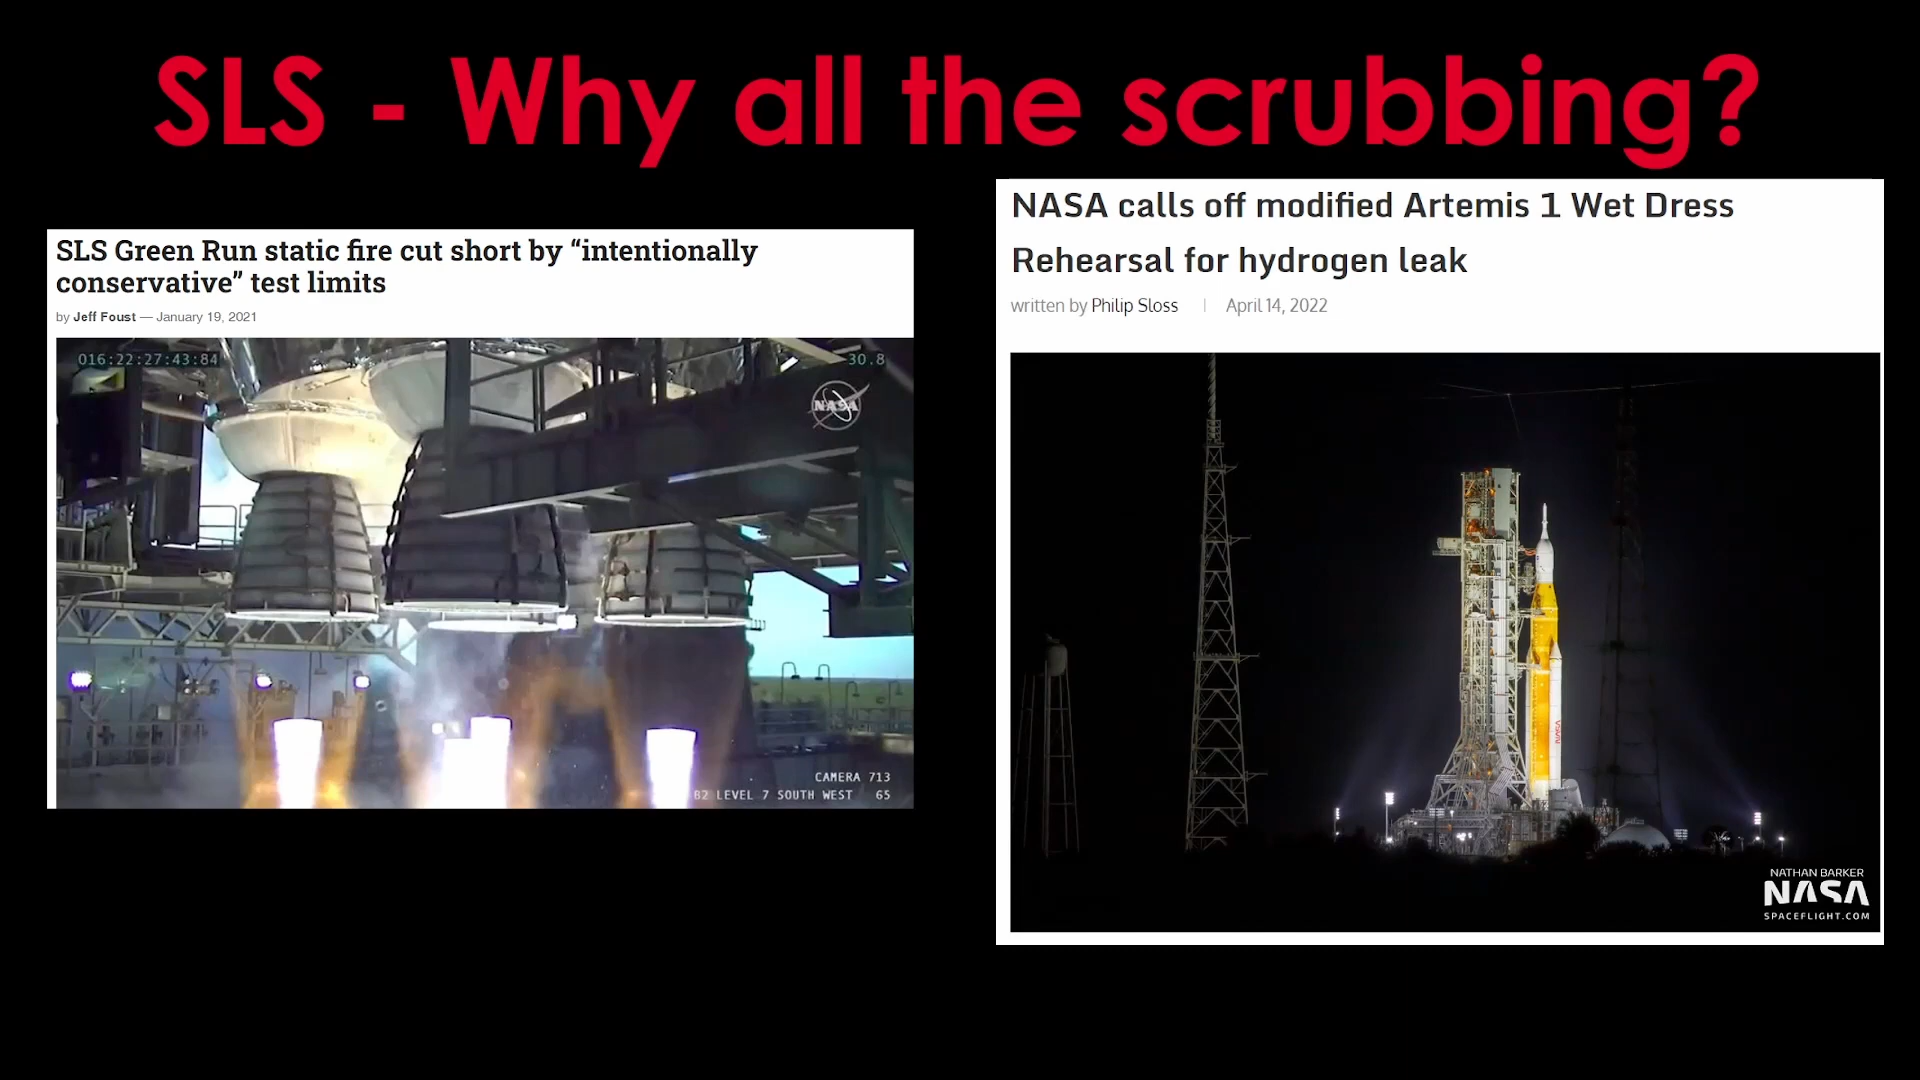 SLS - Why all the scrubbing?
SLS Green Run static fire cut short by “intentionally
conservative” test limits
by Jeff Foust — January 19, 2021
016:22:27:43:84
30.8
NASA
CAMERA 713
B2 LEVEL 7 SOUTH WEST 65
NASA calls off modified Artemis 1 Wet Dress
Rehearsal for hydrogen leak
written by Philip Sloss | April 14, 2022
NASA
NATHAN BARKER
NASA
SPACEFLIGHT.COM